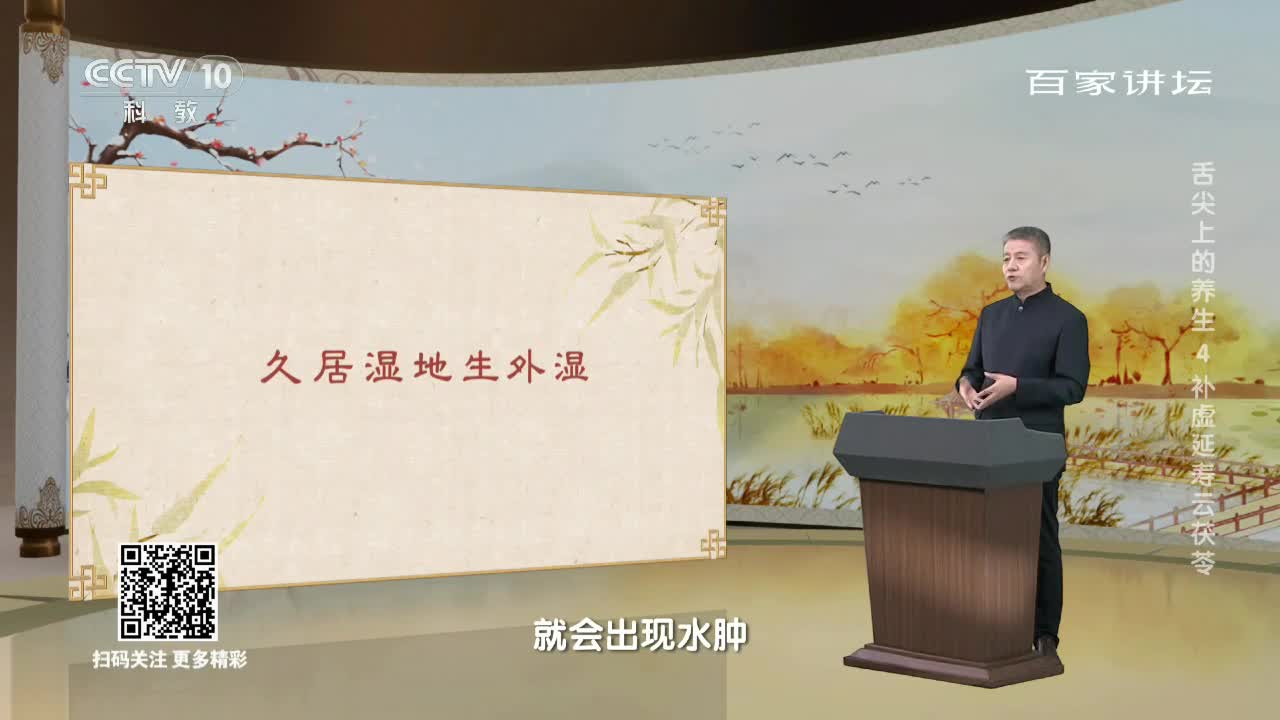 CCTV 10
科教
百家讲坛
舌尖上的养生 4 补虚延寿云茯苓
久居湿地生外湿
就会出现水肿
扫码关注 更多精彩